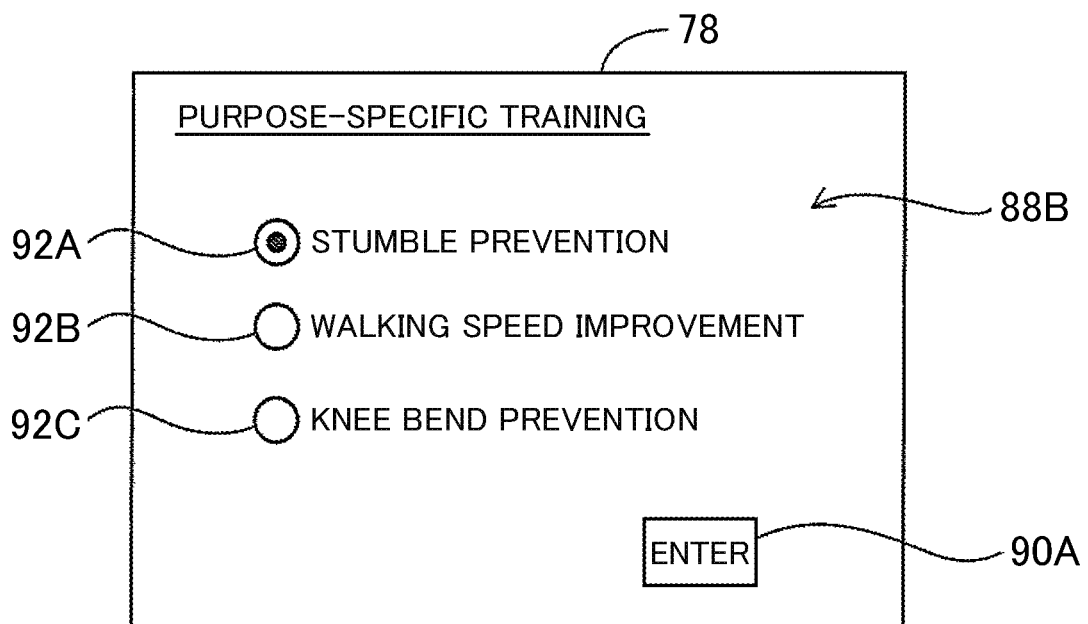 78
PURPOSE-SPECIFIC TRAINING
88B
92A STUMBLE PREVENTION
92B WALKING SPEED IMPROVEMENT
92C KNEE BEND PREVENTION
ENTER 90A